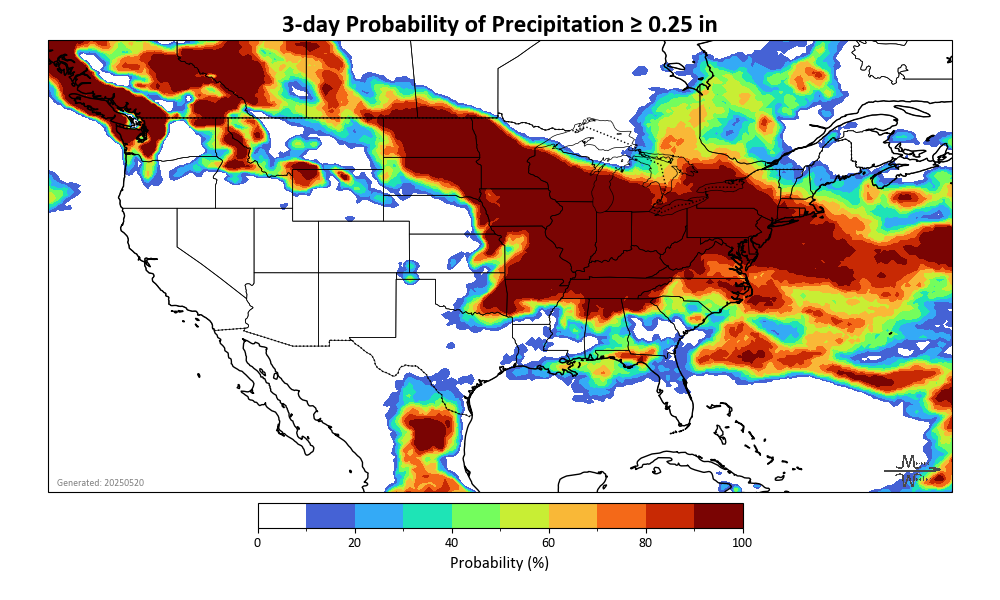 3-day Probability of Precipitation ≥ 0.25 in
Generated: 20250520
0 20 40 60 80 100
Probability (%)